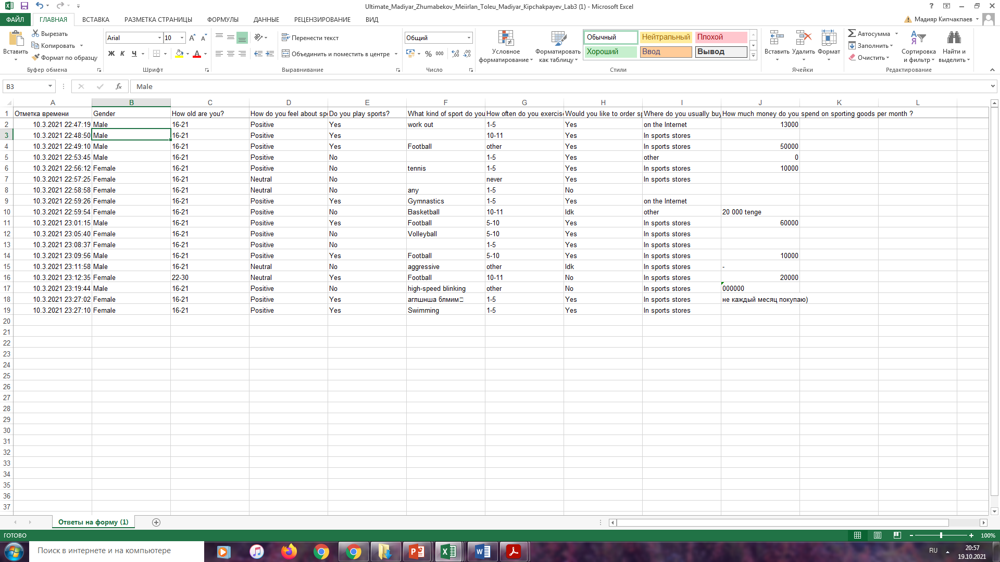 Ultimate_Madiyar_Zhumabekov_Meiirlan_Toleu_Madiyar_Kipchakpayev_Lab3 (1) - Microsoft Excel
ФАЙЛ ГЛАВНАЯ ВСТАВКА РАЗМЕТКА СТРАНИЦЫ ФОРМУЛЫ ДАННЫЕ РЕЦЕНЗИРОВАНИЕ ВИД Мадияр Кипчакпаев
Вставить
Вырезать
Копировать
Формат по образцу
Буфер обмена
Arial 10
Ж К Ч
Шрифт
Перенести текст
Объединить и поместить в центре
Выравнивание
Общий
% 000
Число
Условное форматирование
Форматировать как таблицу
Обычный Нейтральный Плохой
Хороший Ввод Вывод
Стили
Вставить Удалить Формат
Ячейки
Автосумма
Заполнить
Очистить
Сортировка и фильтр
Найти и выделить
Редактирование
B3 fx Male
A B C D E F G H I J K L
1 Отметка времени Gender How old are you? How do you feel about spo Do you play sports? What kind of sport do you How often do you exercise Would you like to order sp Where do you usually buy How much money do you spend on sporting goods per month ?
2 10.3.2021 22:47:19 Male 16-21 Positive Yes work out 1-5 Yes on the Internet 13000
3 10.3.2021 22:48:50 Male 16-21 Positive Yes 10-11 Yes In sports stores
4 10.3.2021 22:49:10 Male 16-21 Positive Yes Football other Yes In sports stores 50000
5 10.3.2021 22:53:45 Male 16-21 Positive No 1-5 Yes other 0
6 10.3.2021 22:56:12 Female 16-21 Positive No tennis 1-5 Yes In sports stores 10000
7 10.3.2021 22:57:25 Female 16-21 Neutral No never Yes In sports stores
8 10.3.2021 22:58:58 Female 16-21 Neutral No any 1-5 No
9 10.3.2021 22:59:26 Female 16-21 Positive Yes Gymnastics 1-5 Yes on the Internet
10 10.3.2021 22:59:54 Female 16-21 Positive No Basketball 10-11 Idk other 20 000 tenge
11 10.3.2021 23:01:15 Male 16-21 Positive Yes Football 5-10 Yes In sports stores 60000
12 10.3.2021 23:05:40 Female 16-21 Positive No Volleyball 5-10 Yes In sports stores
13 10.3.2021 23:08:37 Female 16-21 Positive No 1-5 Yes In sports stores
14 10.3.2021 23:09:56 Male 16-21 Positive Yes Football 5-10 Yes In sports stores 10000
15 10.3.2021 23:11:58 Male 16-21 Neutral No aggressive other Idk In sports stores -
16 10.3.2021 23:12:35 Female 22-30 Neutral Yes Football 10-11 No In sports stores 20000
17 10.3.2021 23:19:44 Male 16-21 Positive No high-speed blinking other No In sports stores 000000
18 10.3.2021 23:27:02 Female 16-21 Positive Yes аглшнша блмим 1-5 Yes In sports stores не каждый месяц покупаю)
19 10.3.2021 23:27:10 Female 16-21 Positive Yes Swimming 1-5 Yes In sports stores
20
21
22
23
24
25
26
27
28
29
30
31
32
33
34
35
36
37
Ответы на форму (1)
ГОТОВО 100%
Поиск в интернете и на компьютере
RU 20:57
19.10.2021